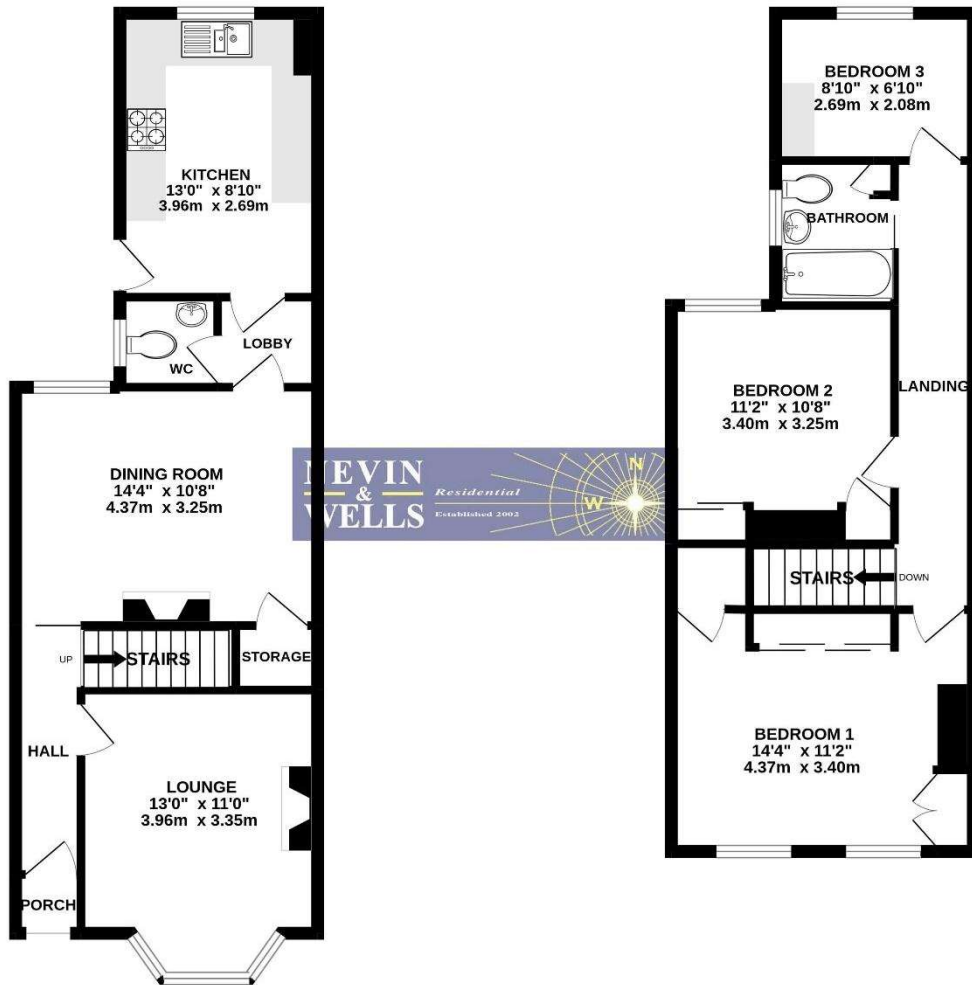 KITCHEN
13'0" x 8'10"
3.96m x 2.69m
LOBBY
WC
DINING ROOM
14'4" x 10'8"
4.37m x 3.25m
UP
STAIRS
STORAGE
HALL
LOUNGE
13'0" x 11'0"
3.96m x 3.35m
PORCH
NEVIN
&
WELLS
Residential
Established 2002
N
W
BEDROOM 3
8'10" x 6'10"
2.69m x 2.08m
BATHROOM
LANDING
BEDROOM 2
11'2" x 10'8"
3.40m x 3.25m
STAIRS
DOWN
BEDROOM 1
14'4" x 11'2"
4.37m x 3.40m